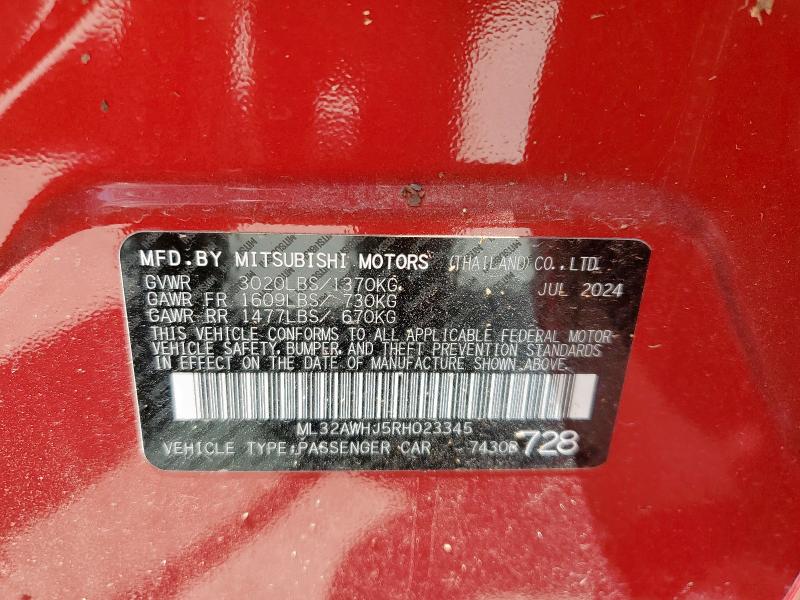 MFD.BY MITSUBISHI MOTORS (THAILAND) CO.,LTD.
GVWR 3020LBS/1370KG JUL 2024
GAWR FR 1609LBS/ 730KG
GAWR RR 1477LBS/ 670KG
THIS VEHICLE CONFORMS TO ALL APPLICABLE FEDERAL MOTOR-
VEHICLE SAFETY, BUMPER, AND THEFT PREVENTION STANDARDS
IN EFFECT ON THE DATE OF MANUFACTURE SHOWN ABOVE.
ML32AWHJ5RH023345
VEHICLE TYPE:PASSENGER CAR 7430B 728